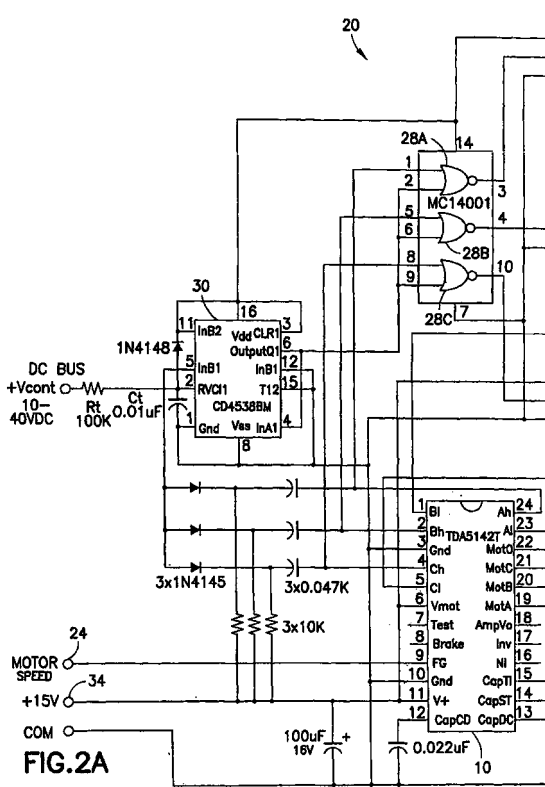 20
14
28A
1
2
3
MC14001
5
6
4
28B
8
9
10
28C
7
30
16
11 InB2
Vdd CLR1 3
OutputQ1 6
1N4148
5 InB1
InB1 12
DC BUS
+Vcont
10-
40VDC
Rt
100K
Ct
0.01uF
2 RVCI1
T12 15
CD4538BM
1 Gnd
Vss InA1 4
8
1 Bl
Ah 24
2 Bh
TDA5142T
Al 23
3 Gnd
Mot0 22
4 Ch
MotC 21
5 Cl
MotB 20
6 Vmot
MotA 19
7 Test
AmpVo 18
8 Brake
Inv 17
9 FG
NI 16
10 Gnd
CapTI 15
11 V+
CapST 14
12 CapCD
CapDC 13
3x1N4145
3x0.047K
3x10K
24
MOTOR
SPEED
34
+15V
COM
100uF
16V
+
0.022uF
10
FIG.2A